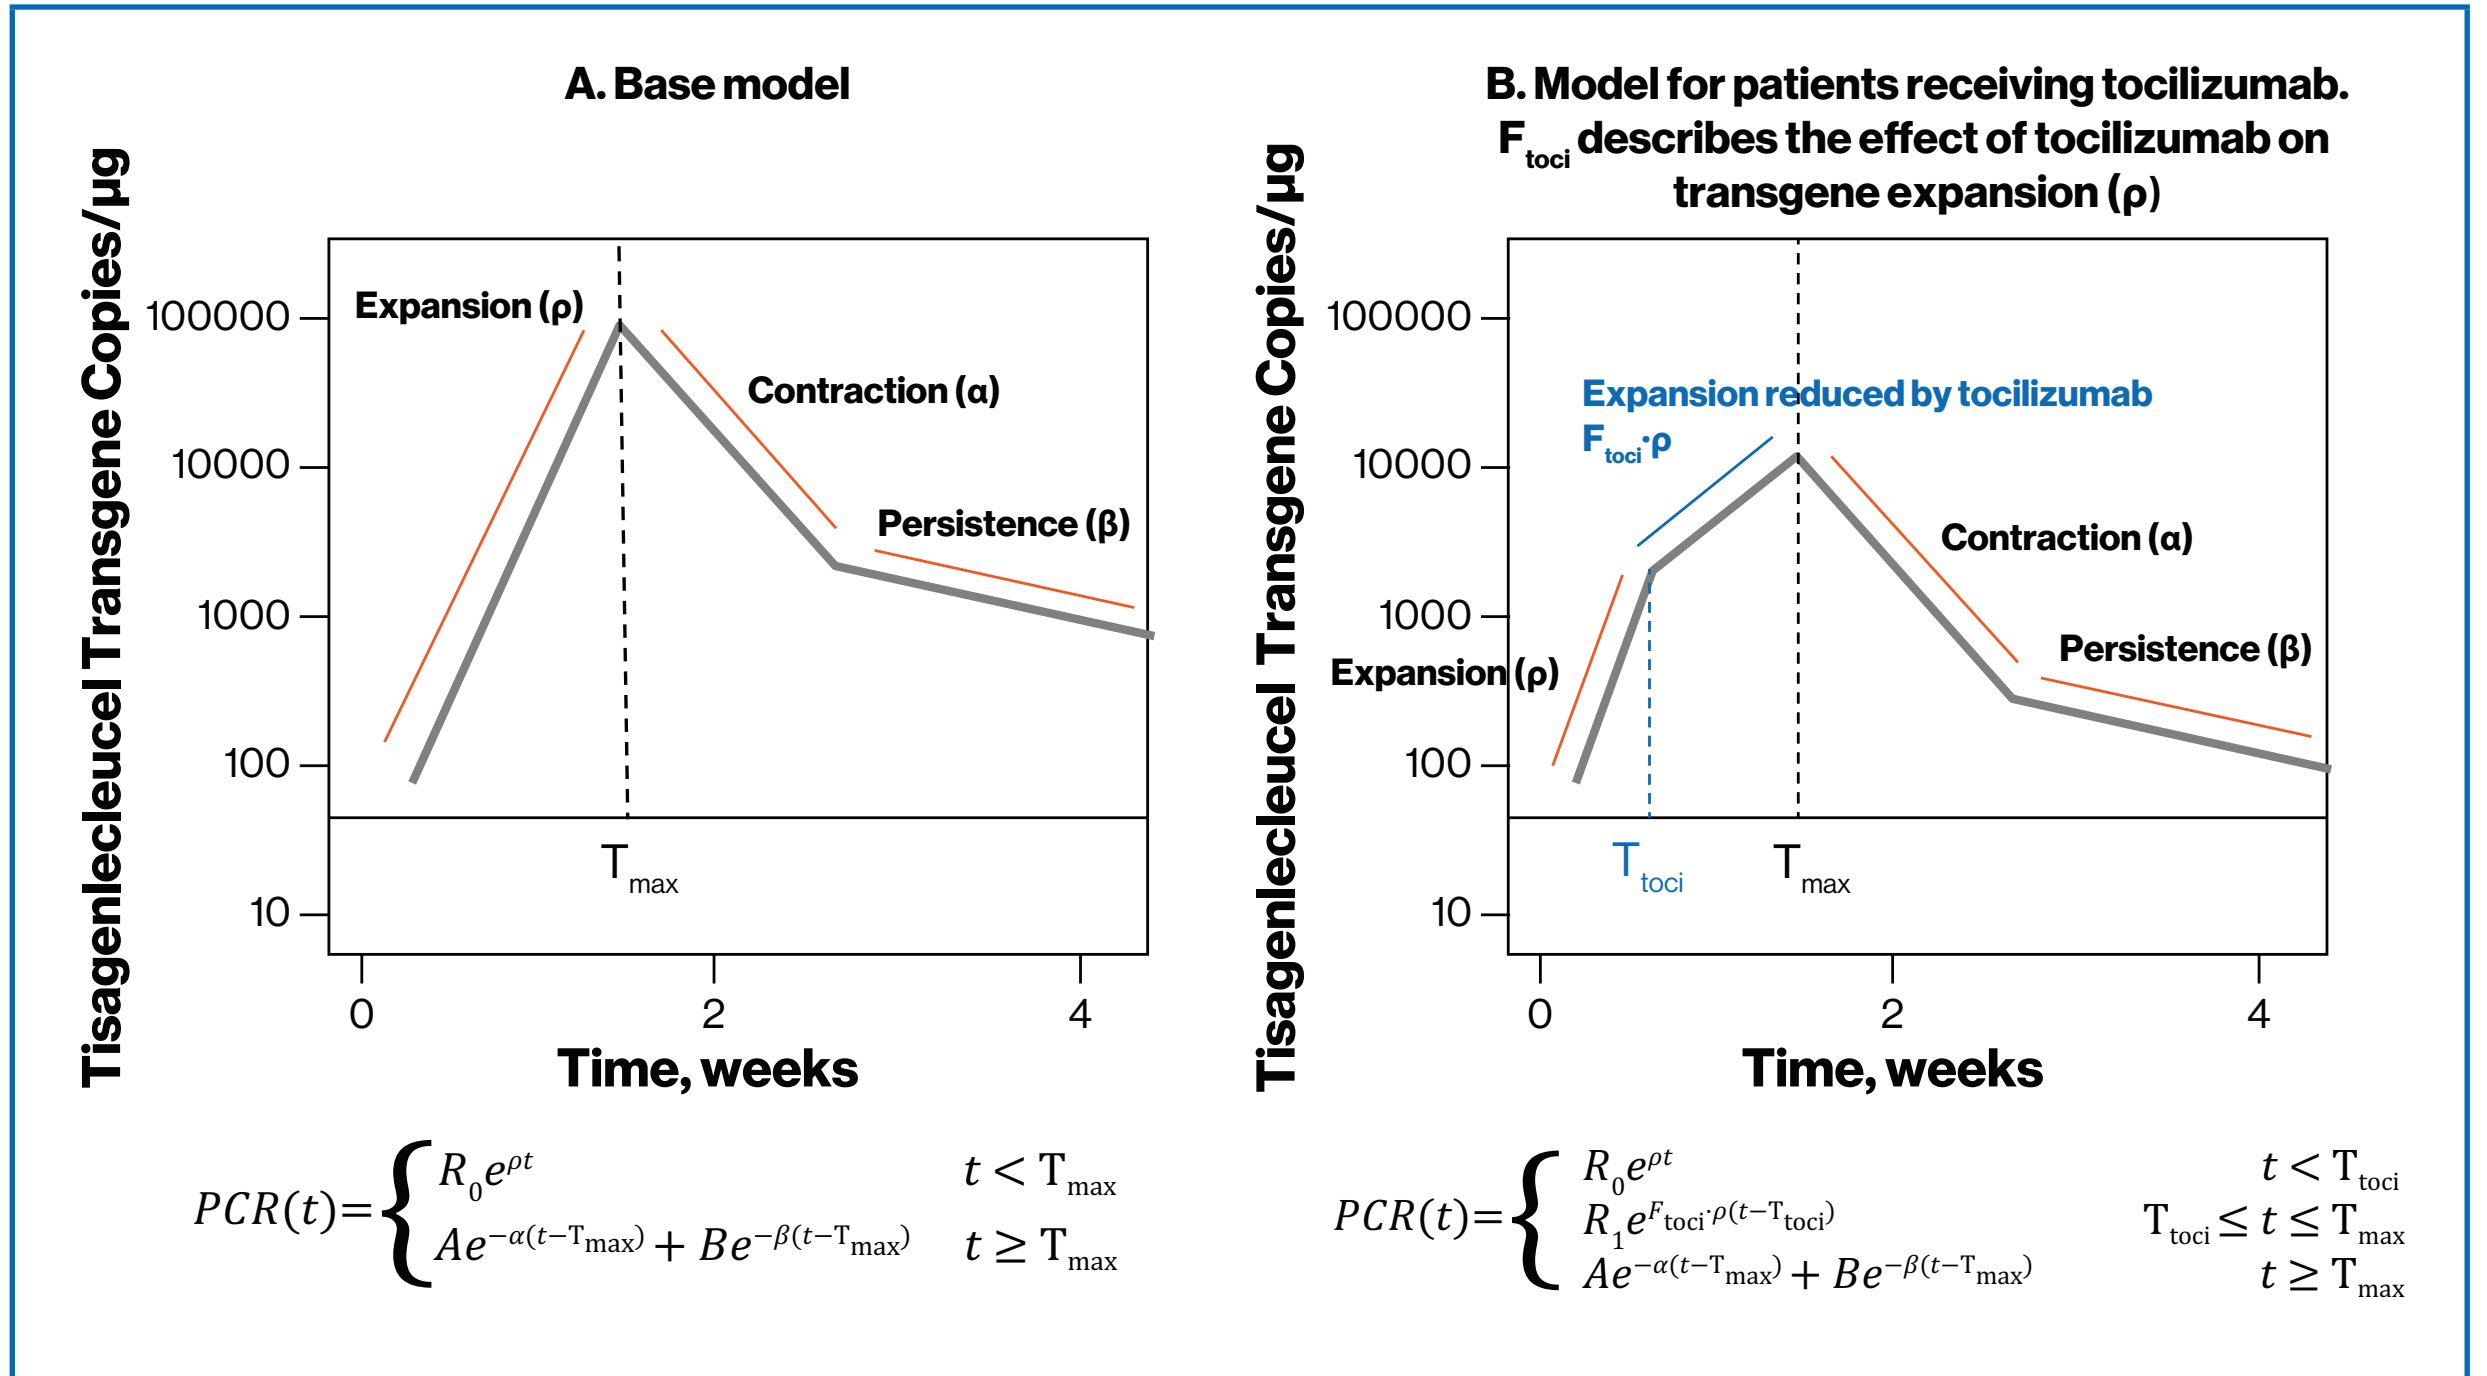 A. Base model
Tisagenlecleucel Transgene Copies/µg
100000
10000
1000
100
10
Expansion (ρ)
Contraction (α)
Persistence (β)
Tmax
0 2 4
Time, weeks
PCR(t)={
R0e^ρt t < Tmax
Ae^−α(t−Tmax) + Be^−β(t−Tmax) t ≥ Tmax
B. Model for patients receiving tocilizumab.
Ftoci describes the effect of tocilizumab on
transgene expansion (ρ)
Tisagenlecleucel Transgene Copies/µg
100000
10000
1000
100
10
Expansion reduced by tocilizumab
Ftoci·ρ
Contraction (α)
Persistence (β)
Expansion (ρ)
Ttoci Tmax
0 2 4
Time, weeks
PCR(t)={
R0e^ρt t < Ttoci
R1e^Ftoci·ρ(t−Ttoci) Ttoci ≤ t ≤ Tmax
Ae^−α(t−Tmax) + Be^−β(t−Tmax) t ≥ Tmax